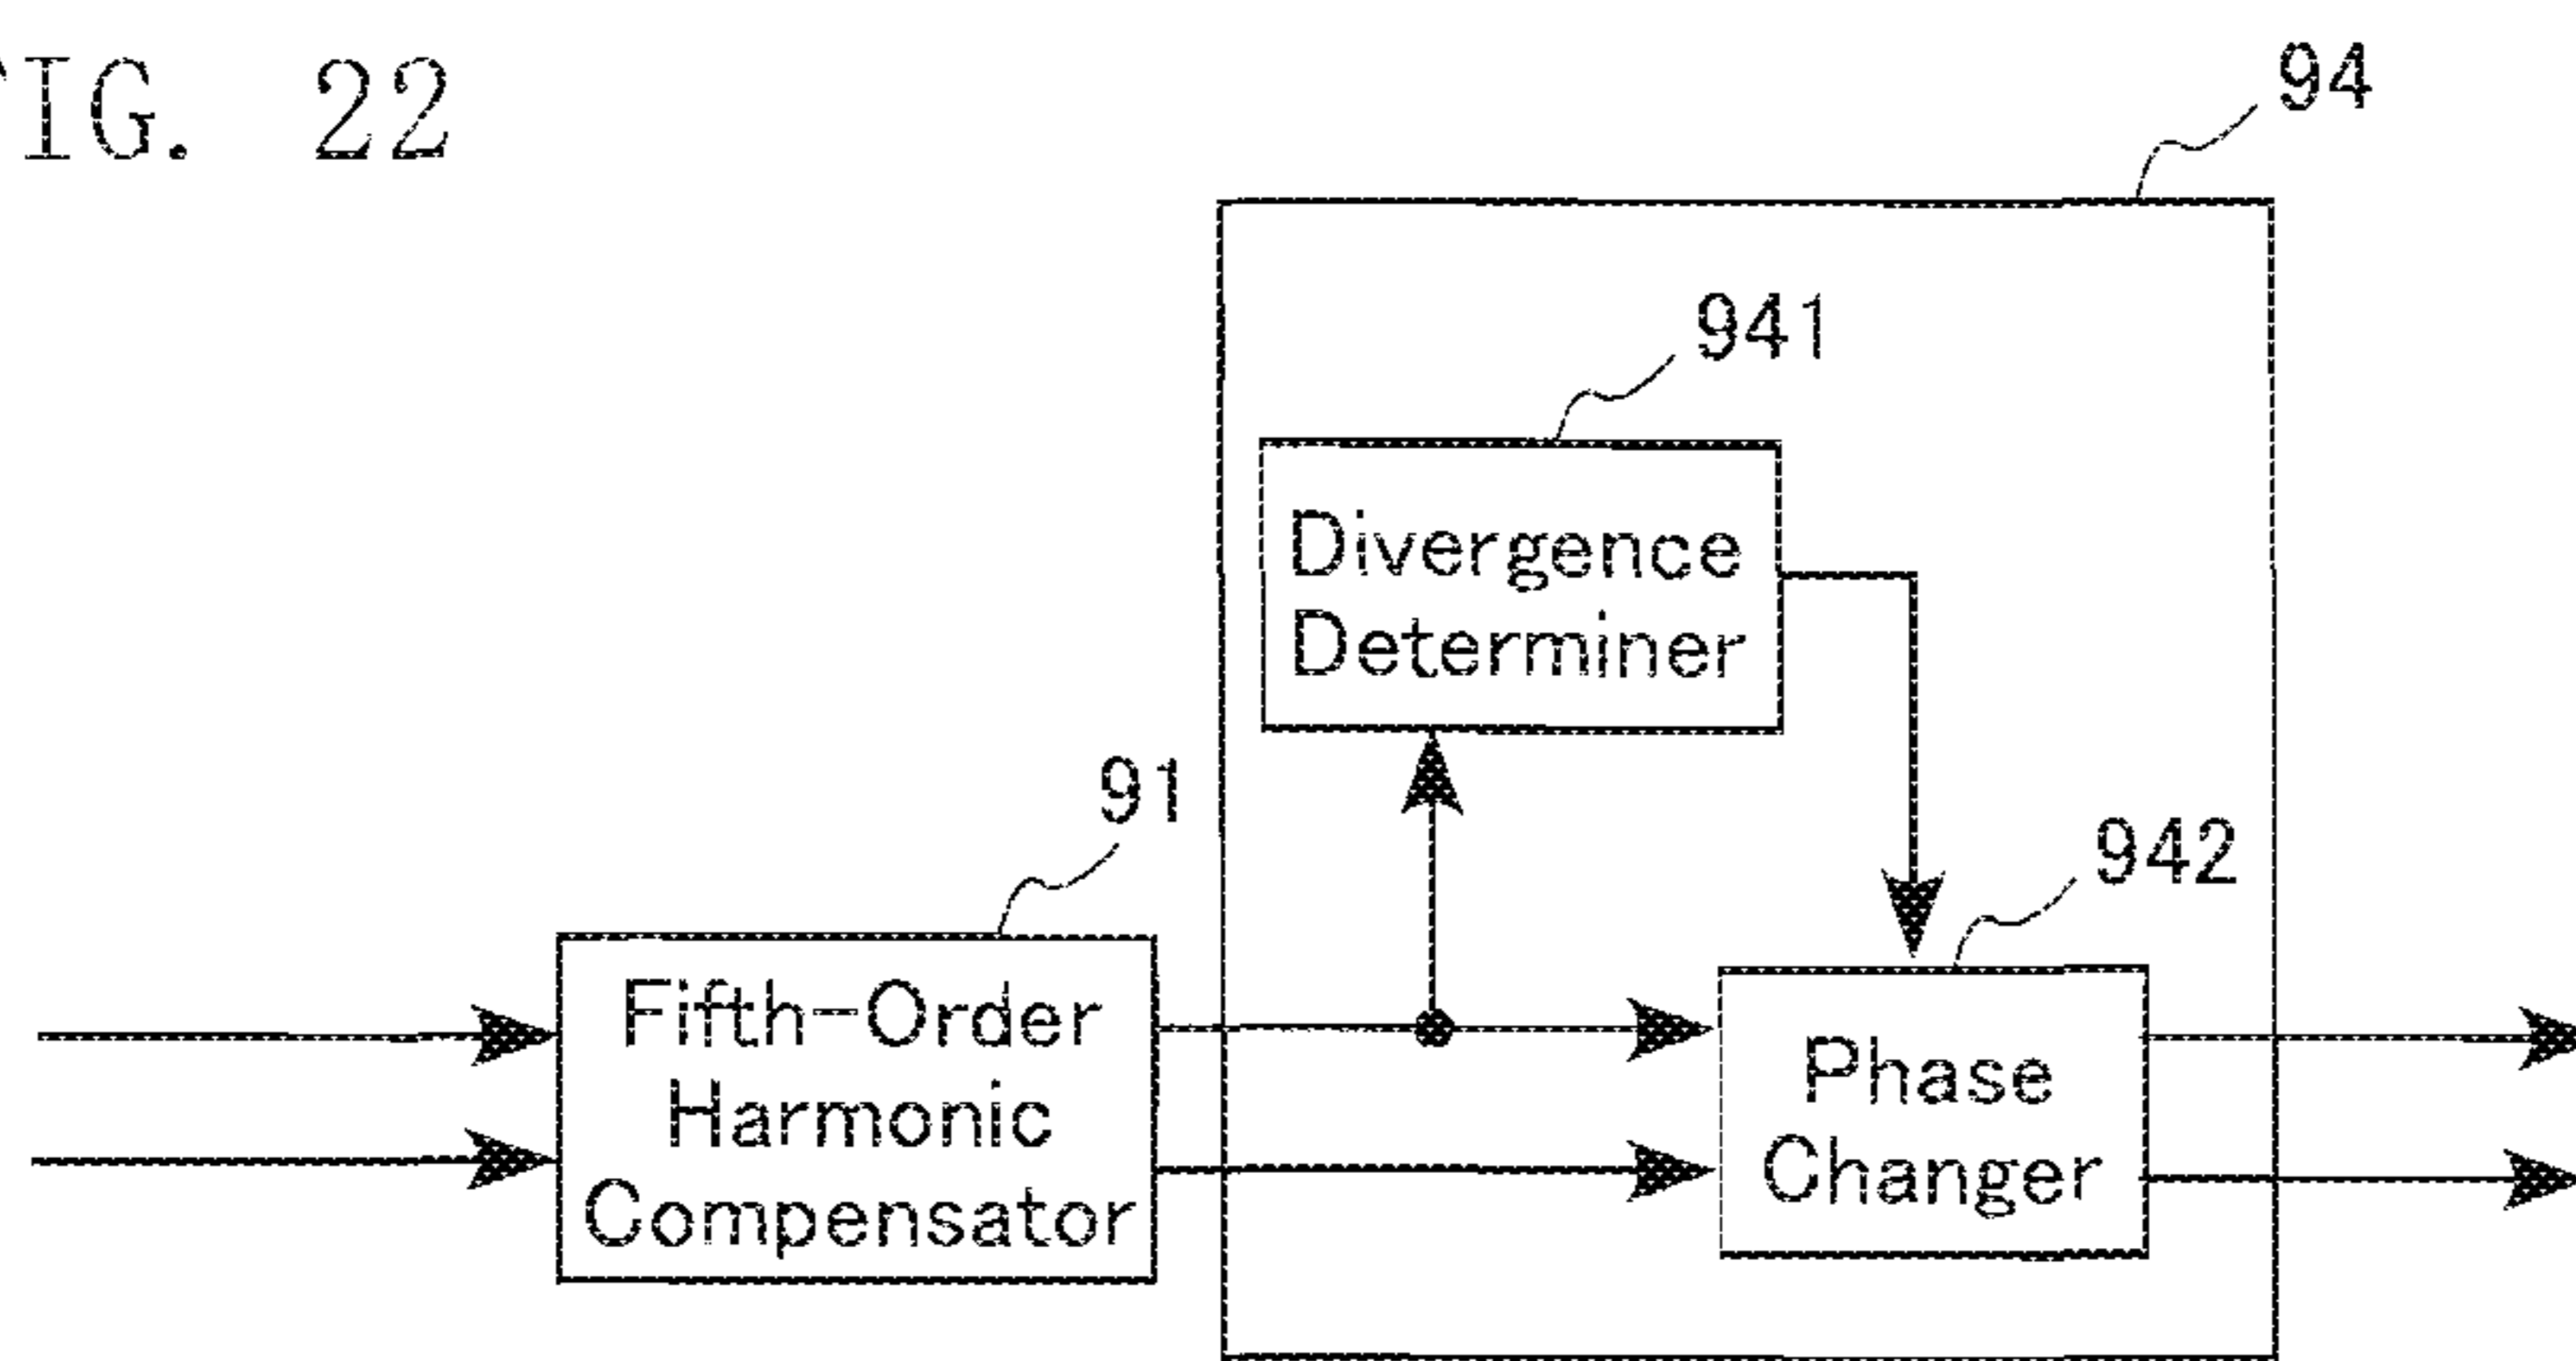 FIG. 22
94
941
Divergence
Determiner
91
942
Fifth-Order
Harmonic
Compensator
Phase
Changer